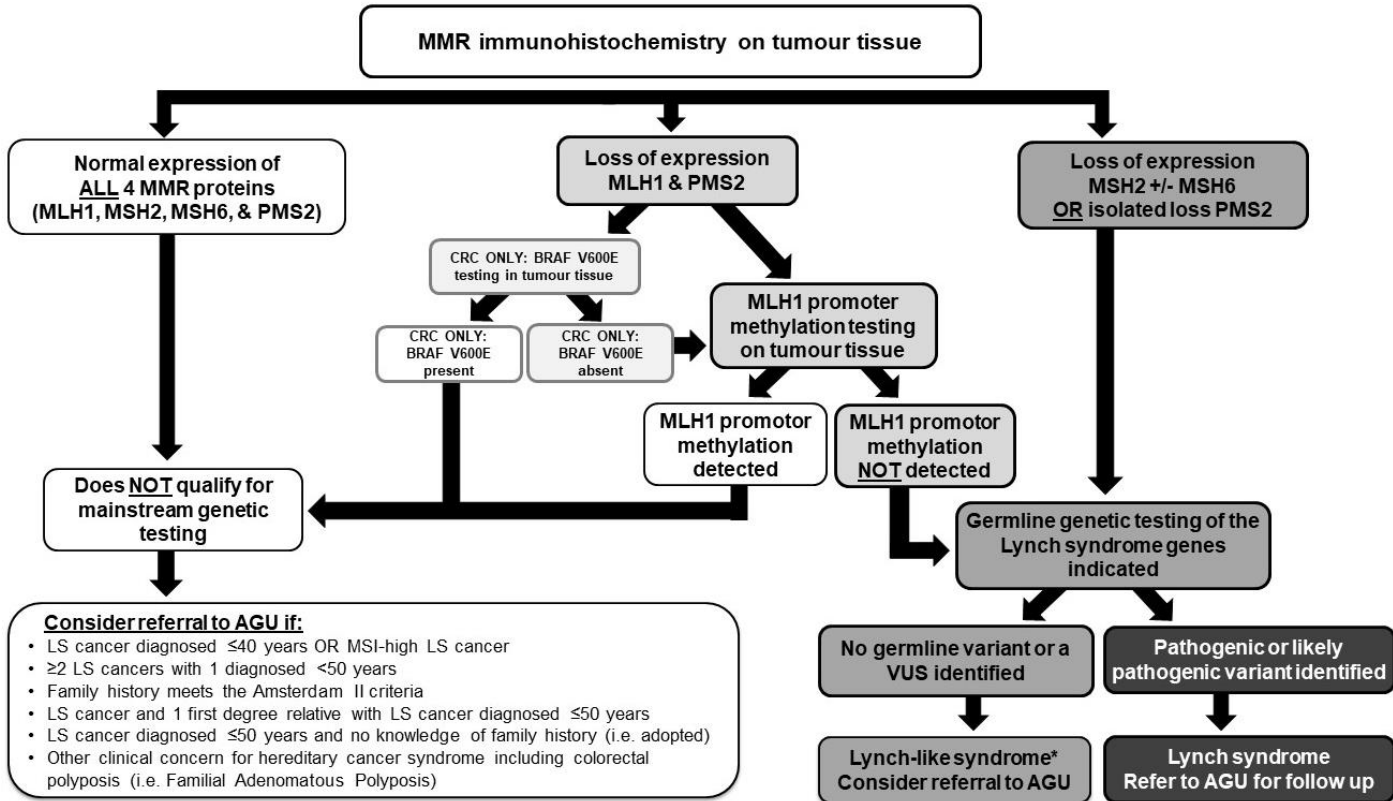 MMR immunohistochemistry on tumour tissue
Normal expression of
ALL 4 MMR proteins
(MLH1, MSH2, MSH6, & PMS2)
Loss of expression
MLH1 & PMS2
Loss of expression
MSH2 +/- MSH6
OR isolated loss PMS2
CRC ONLY: BRAF V600E
testing in tumour tissue
CRC ONLY:
BRAF V600E
present
CRC ONLY:
BRAF V600E
absent
MLH1 promoter
methylation testing
on tumour tissue
MLH1 promotor
methylation
detected
MLH1 promotor
methylation
NOT detected
Does NOT qualify for
mainstream genetic
testing
Germline genetic testing of the
Lynch syndrome genes
indicated
Consider referral to AGU if:
• LS cancer diagnosed ≤40 years OR MSI-high LS cancer
• ≥2 LS cancers with 1 diagnosed <50 years
• Family history meets the Amsterdam II criteria
• LS cancer and 1 first degree relative with LS cancer diagnosed ≤50 years
• LS cancer diagnosed ≤50 years and no knowledge of family history (i.e. adopted)
• Other clinical concern for hereditary cancer syndrome including colorectal
polyposis (i.e. Familial Adenomatous Polyposis)
No germline variant or a
VUS identified
Pathogenic or likely
pathogenic variant identified
Lynch-like syndrome*
Consider referral to AGU
Lynch syndrome
Refer to AGU for follow up